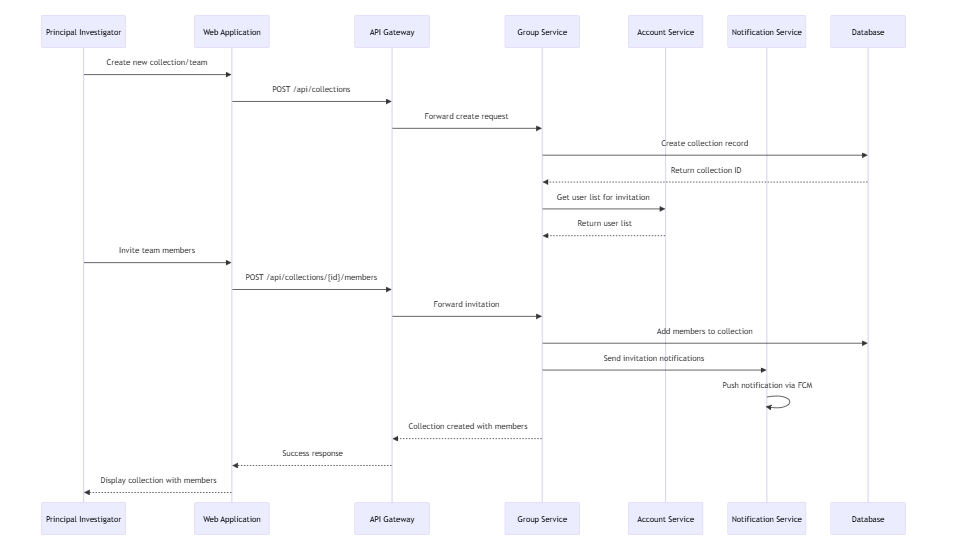 Principal Investigator
Web Application
API Gateway
Group Service
Account Service
Notification Service
Database
Create new collection/team
POST /api/collections
Forward create request
Create collection record
Return collection ID
Get user list for invitation
Return user list
Invite team members
POST /api/collections/{id}/members
Forward invitation
Add members to collection
Send invitation notifications
Push notification via FCM
Collection created with members
Success response
Display collection with members
Principal Investigator
Web Application
API Gateway
Group Service
Account Service
Notification Service
Database